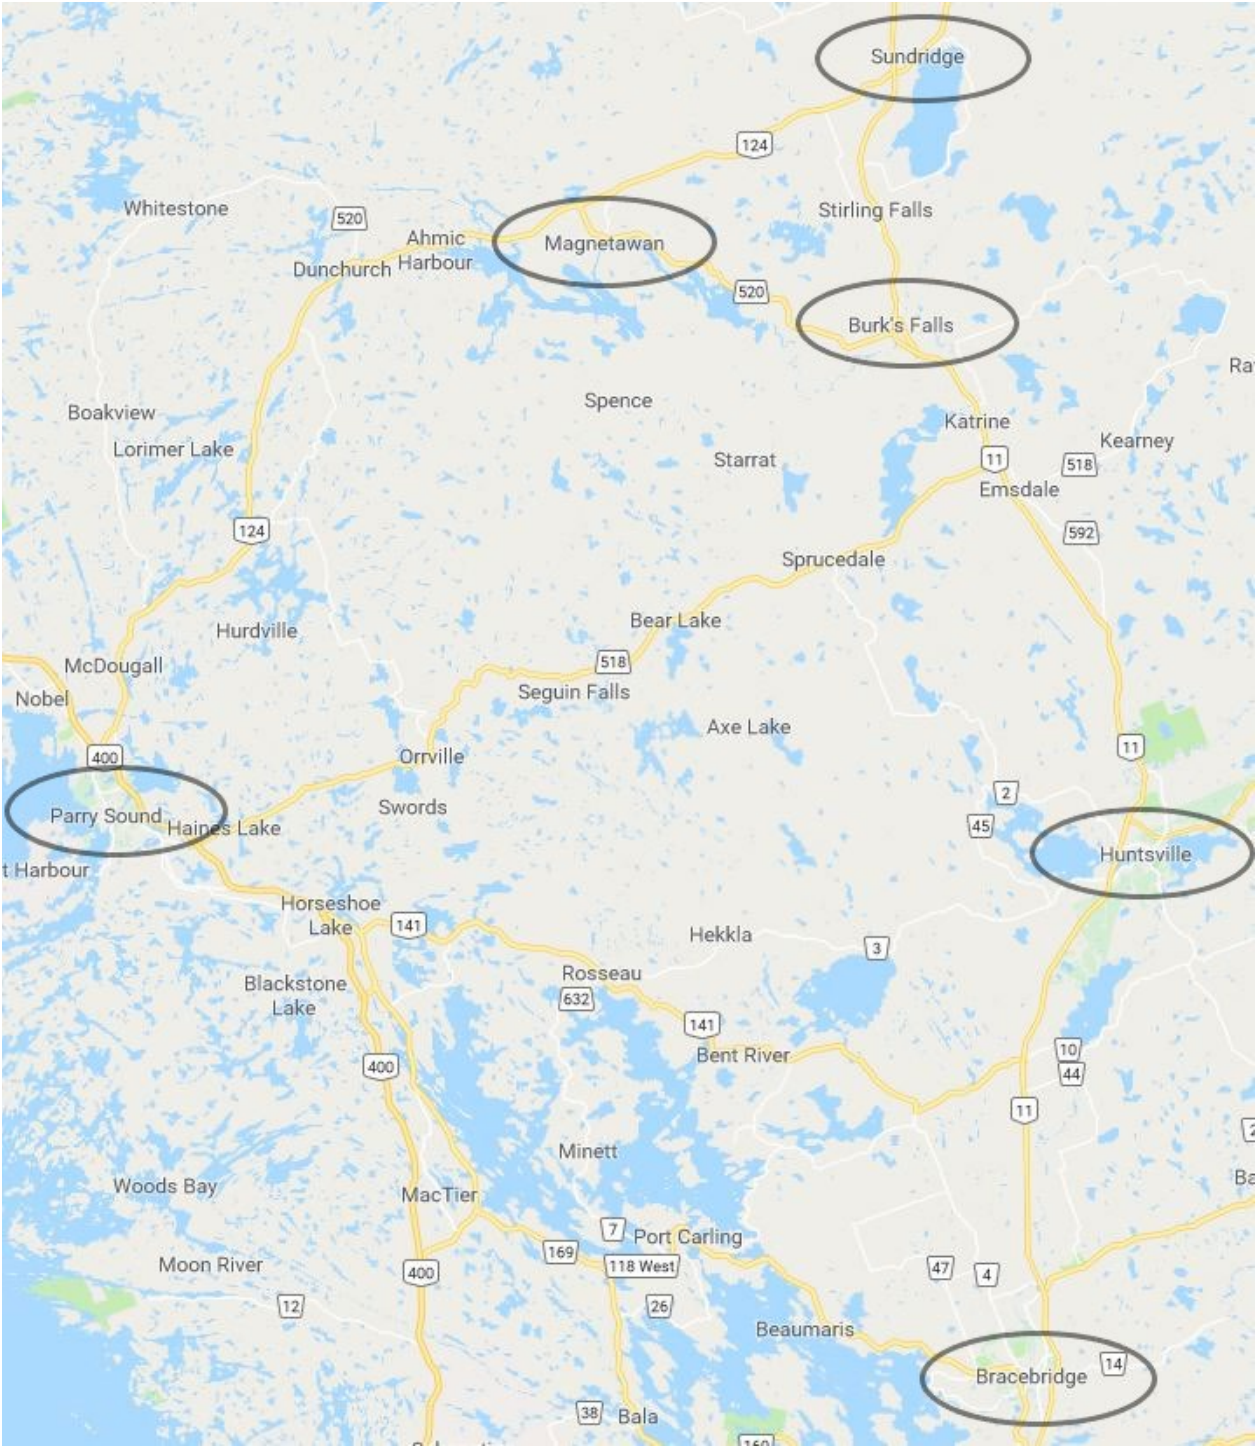 Sundridge
124
Whitestone
520
Stirling Falls
Ahmic
Harbour
Magnetawan
Dunchurch
520
Burk's Falls
Spence
Boakview
Katrine
Kearney
Lorimer Lake
Starrat
11
518
Emsdale
124
592
Sprucedale
Bear Lake
Hurdville
McDougall
518
Nobel
Seguin Falls
Axe Lake
11
400
Orrville
2
Swords
Parry Sound
Haines Lake
45
Huntsville
t Harbour
Horseshoe
Lake
141
Hekkla
3
Rosseau
Blackstone
Lake
632
141
Bent River
10
44
400
11
Minett
Woods Bay
MacTier
7
Port Carling
169
118 West
Moon River
400
47
4
12
26
Beaumaris
Bracebridge
14
38
Bala